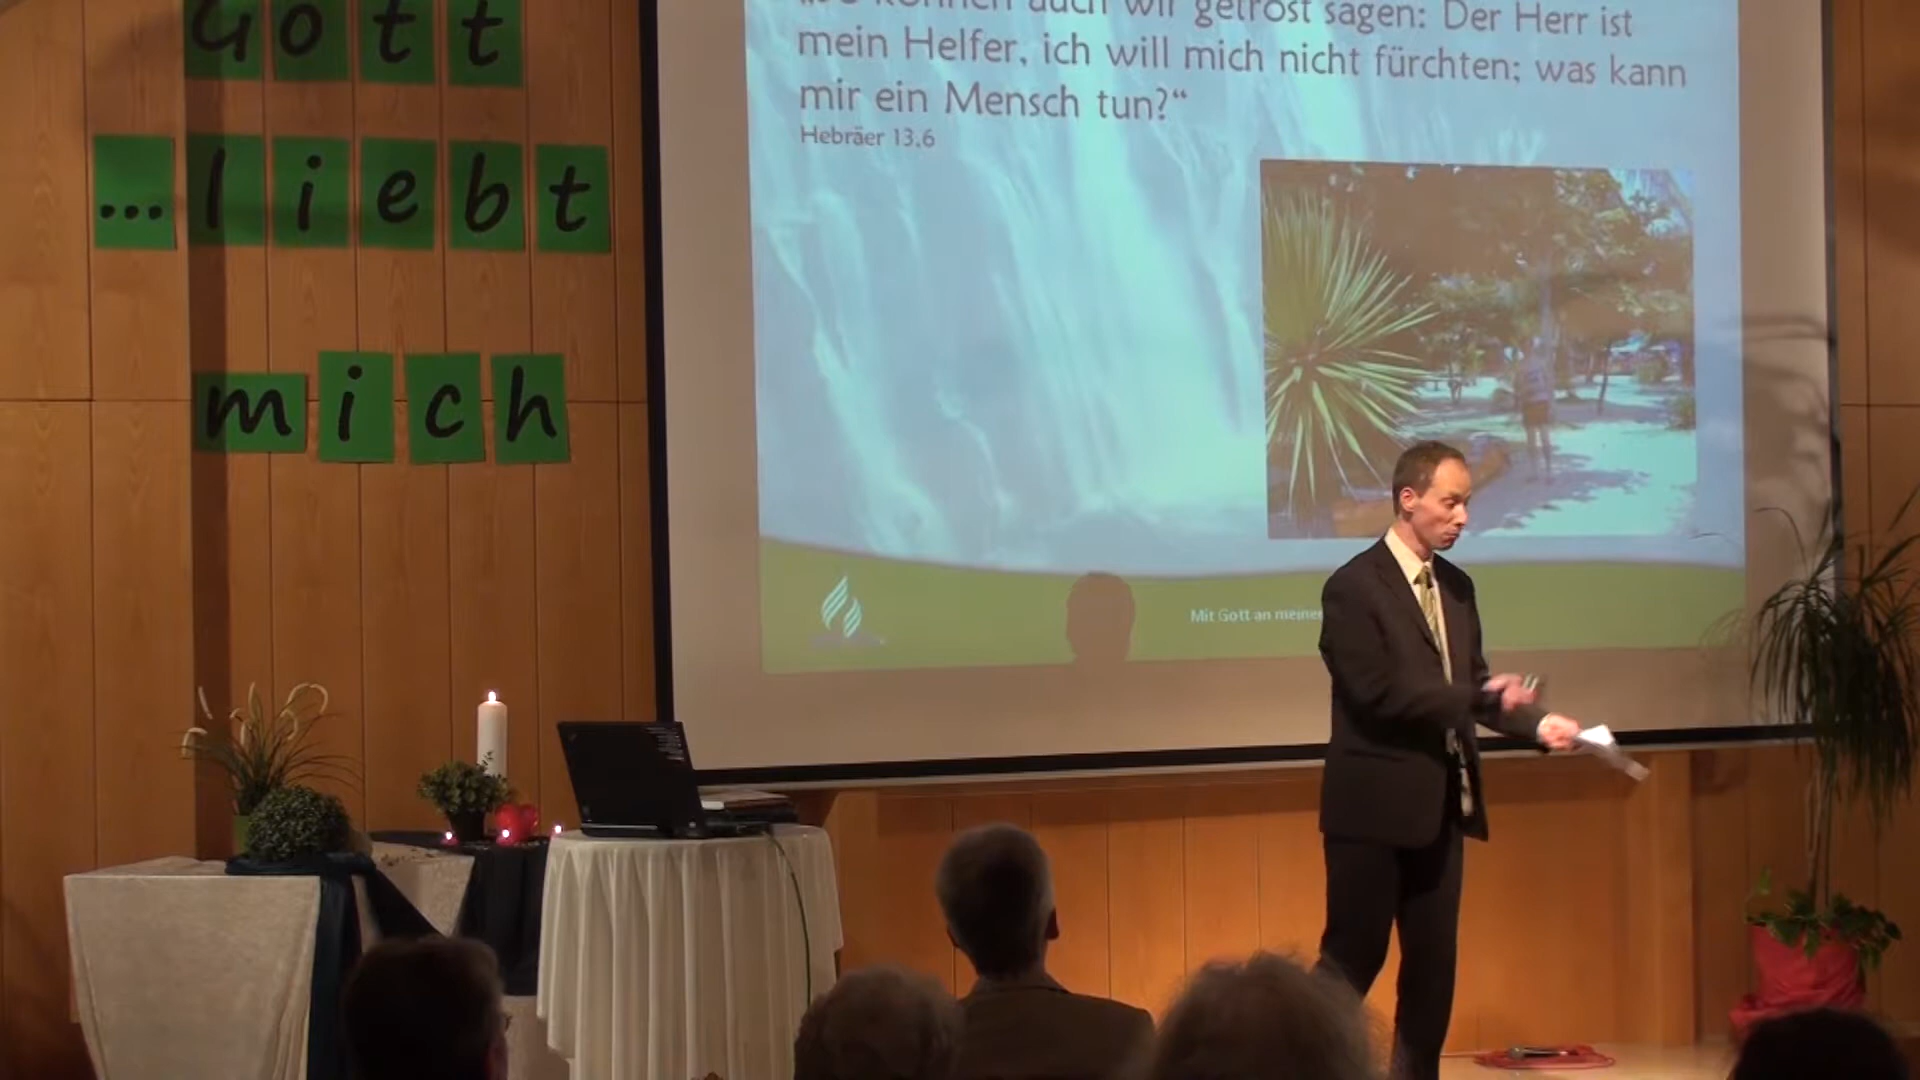 Gott
...liebt
mich
„So können auch wir getrost sagen: Der Herr ist
mein Helfer, ich will mich nicht fürchten; was kann
mir ein Mensch tun?“
Hebräer 13,6
Mit Gott an meiner